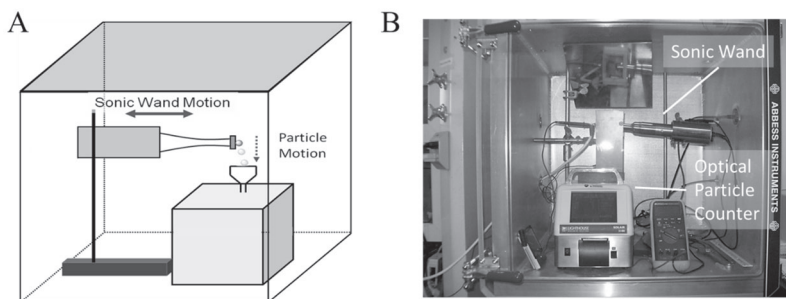 A
Sonic Wand Motion
Particle
Motion
B
Sonic Wand
Optical
Particle
Counter
ABBESS INSTRUMENTS